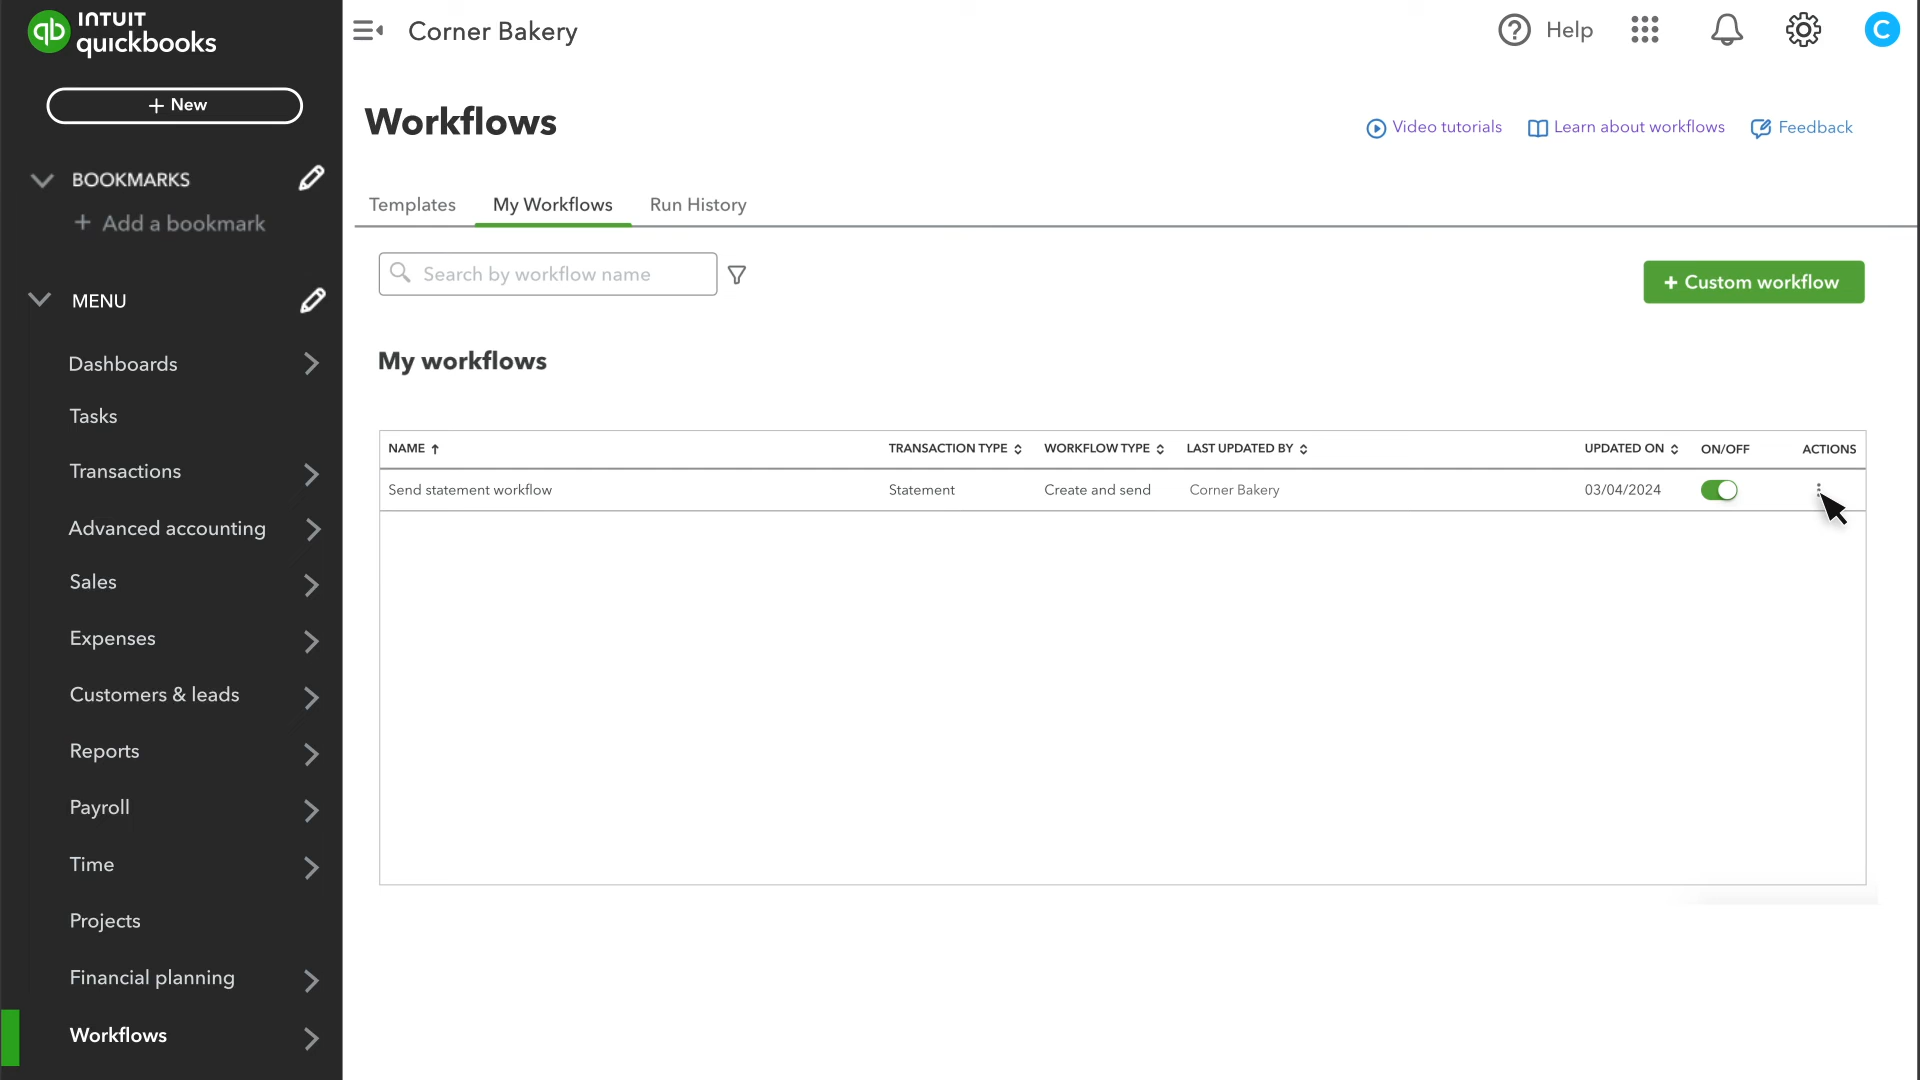 INTUIT
quickbooks
qb
Corner Bakery
Help
C
+ New
Workflows
Video tutorials
Learn about workflows
Feedback
BOOKMARKS
+ Add a bookmark
Templates
My Workflows
Run History
Search by workflow name
+ Custom workflow
MENU
Dashboards
Tasks
Transactions
Advanced accounting
Sales
Expenses
Customers & leads
Reports
Payroll
Time
Projects
Financial planning
Workflows
My workflows
NAME TRANSACTION TYPE WORKFLOW TYPE LAST UPDATED BY UPDATED ON ON/OFF ACTIONS
Send statement workflow Statement Create and send Corner Bakery 03/04/2024